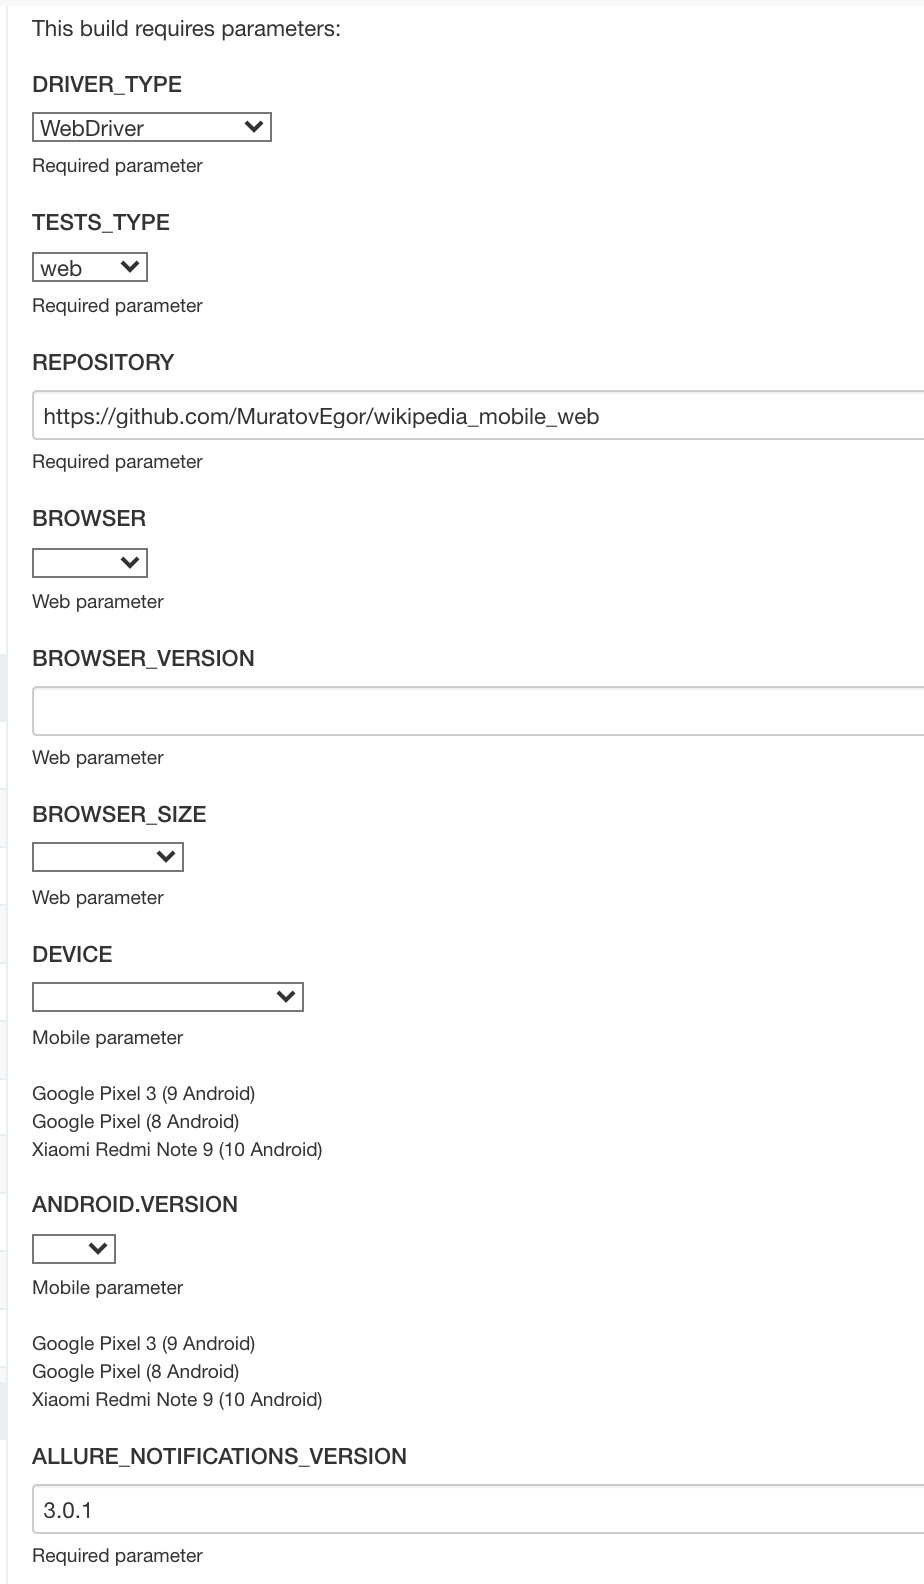 This build requires parameters:
DRIVER_TYPE
WebDriver
Required parameter
TESTS_TYPE
web
Required parameter
REPOSITORY
https://github.com/MuratovEgor/wikipedia_mobile_web
Required parameter
BROWSER
Web parameter
BROWSER_VERSION
Web parameter
BROWSER_SIZE
Web parameter
DEVICE
Mobile parameter
Google Pixel 3 (9 Android)
Google Pixel (8 Android)
Xiaomi Redmi Note 9 (10 Android)
ANDROID.VERSION
Mobile parameter
Google Pixel 3 (9 Android)
Google Pixel (8 Android)
Xiaomi Redmi Note 9 (10 Android)
ALLURE_NOTIFICATIONS_VERSION
3.0.1
Required parameter